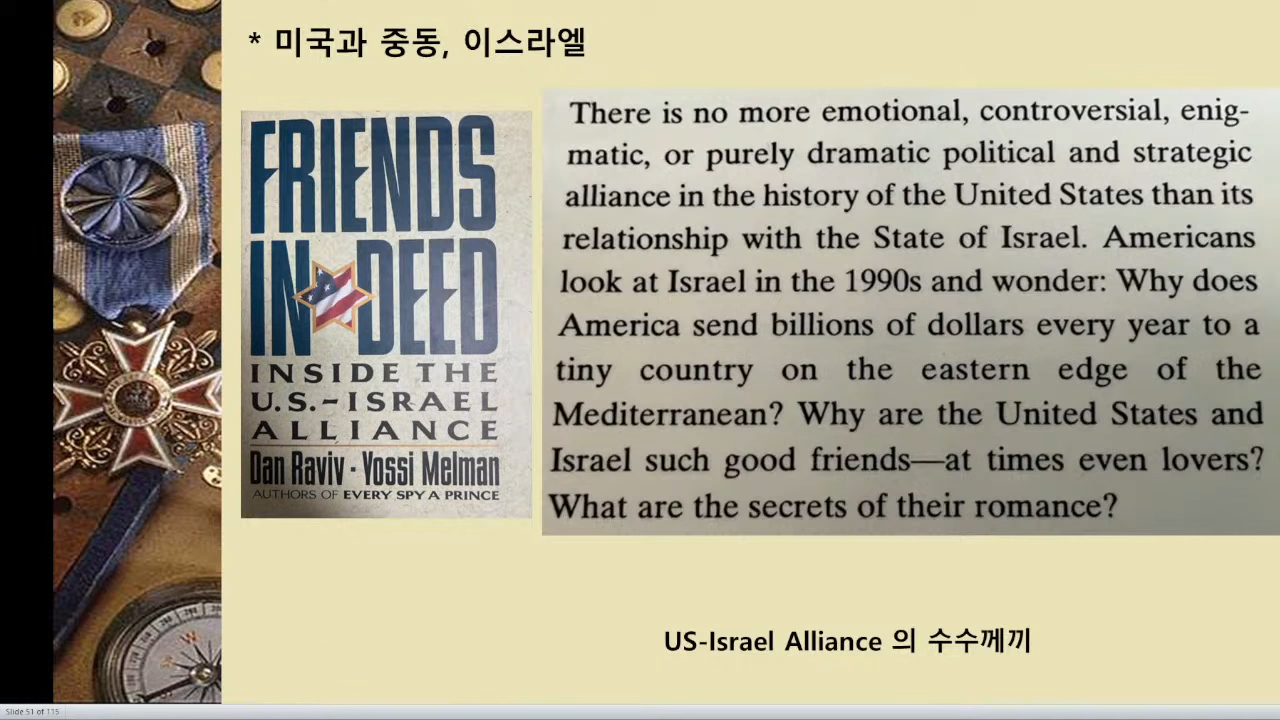 * 미국과 중동, 이스라엘
FRIENDS
IN DEED
INSIDE THE
U.S.-ISRAEL
ALLIANCE
Dan Raviv · Yossi Melman
AUTHORS OF EVERY SPY A PRINCE
There is no more emotional, controversial, enig-
matic, or purely dramatic political and strategic
alliance in the history of the United States than its
relationship with the State of Israel. Americans
look at Israel in the 1990s and wonder: Why does
America send billions of dollars every year to a
tiny country on the eastern edge of the
Mediterranean? Why are the United States and
Israel such good friends—at times even lovers?
What are the secrets of their romance?
US-Israel Alliance 의 수수께끼
Slide 51 of 115